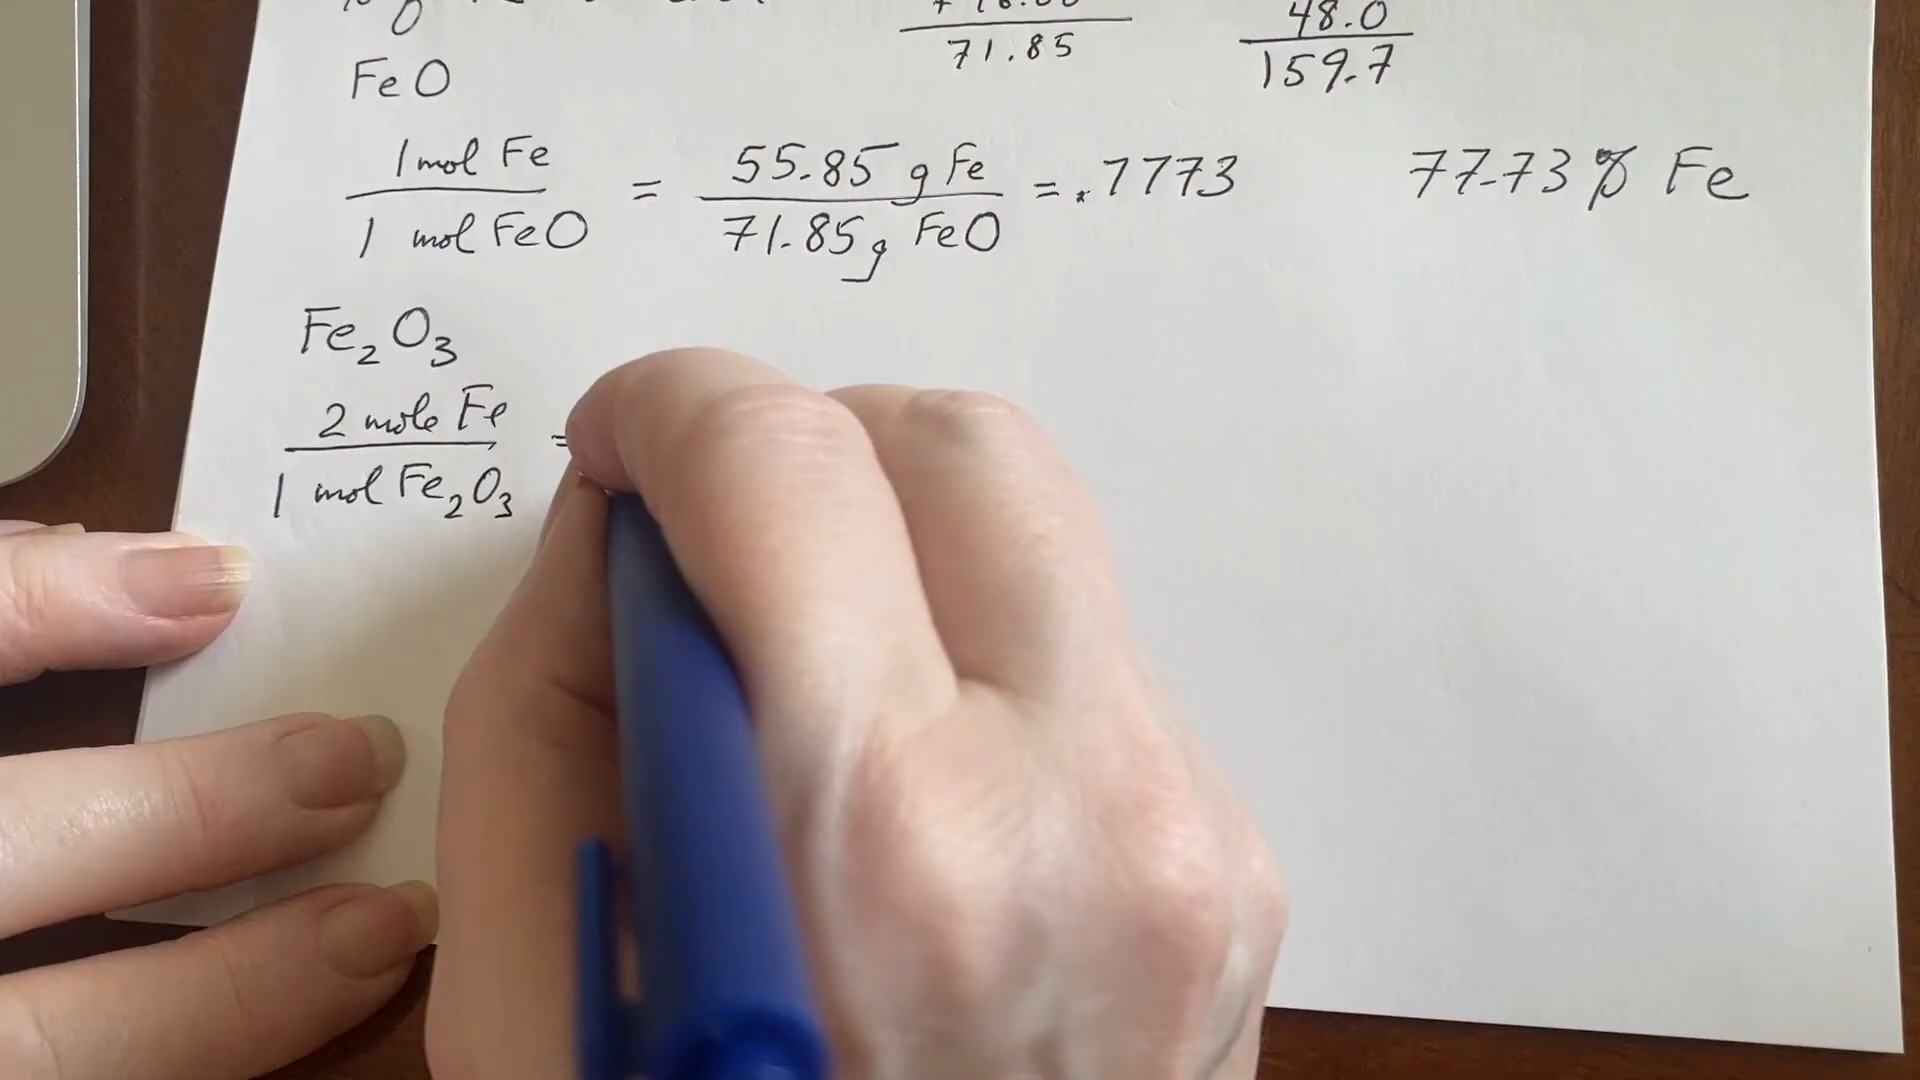 48.0
71.85 159.7
FeO
1 mol Fe
1 mol FeO
= 55.85 g Fe
71.85 g FeO
= .7773 77.73 % Fe
Fe2O3
2 mole Fe
1 mol Fe2O3
=